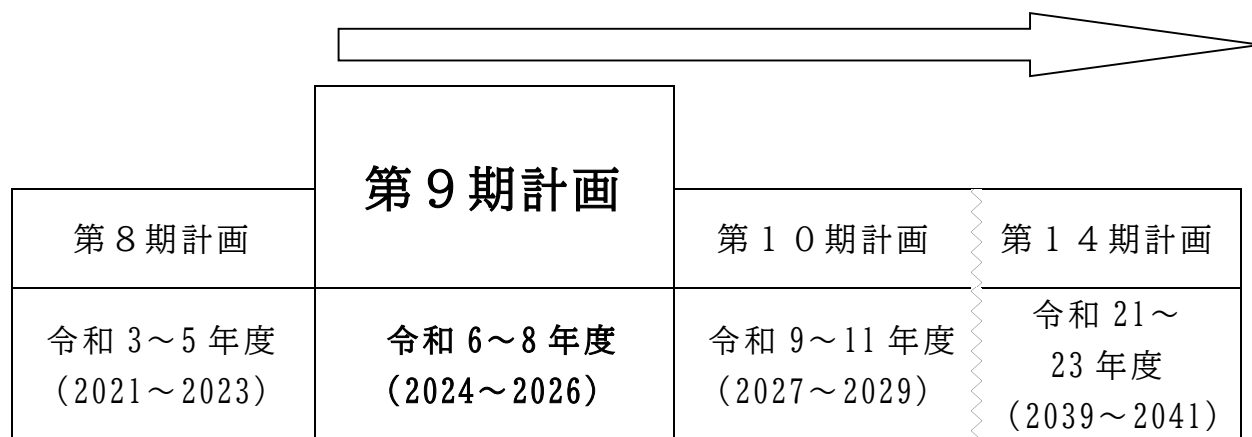 第９期計画
第８期計画
第１０期計画
第１４期計画
令和 3～5 年度
（2021～2023）
令和 6～8 年度
（2024～2026）
令和 9～11 年度
（2027～2029）
令和 21～
23 年度
（2039～2041）